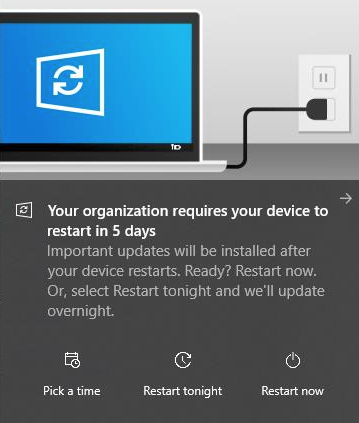 Your organization requires your device to
restart in 5 days
Important updates will be installed after
your device restarts. Ready? Restart now.
Or, select Restart tonight and we'll update
overnight.
Pick a time
Restart tonight
Restart now